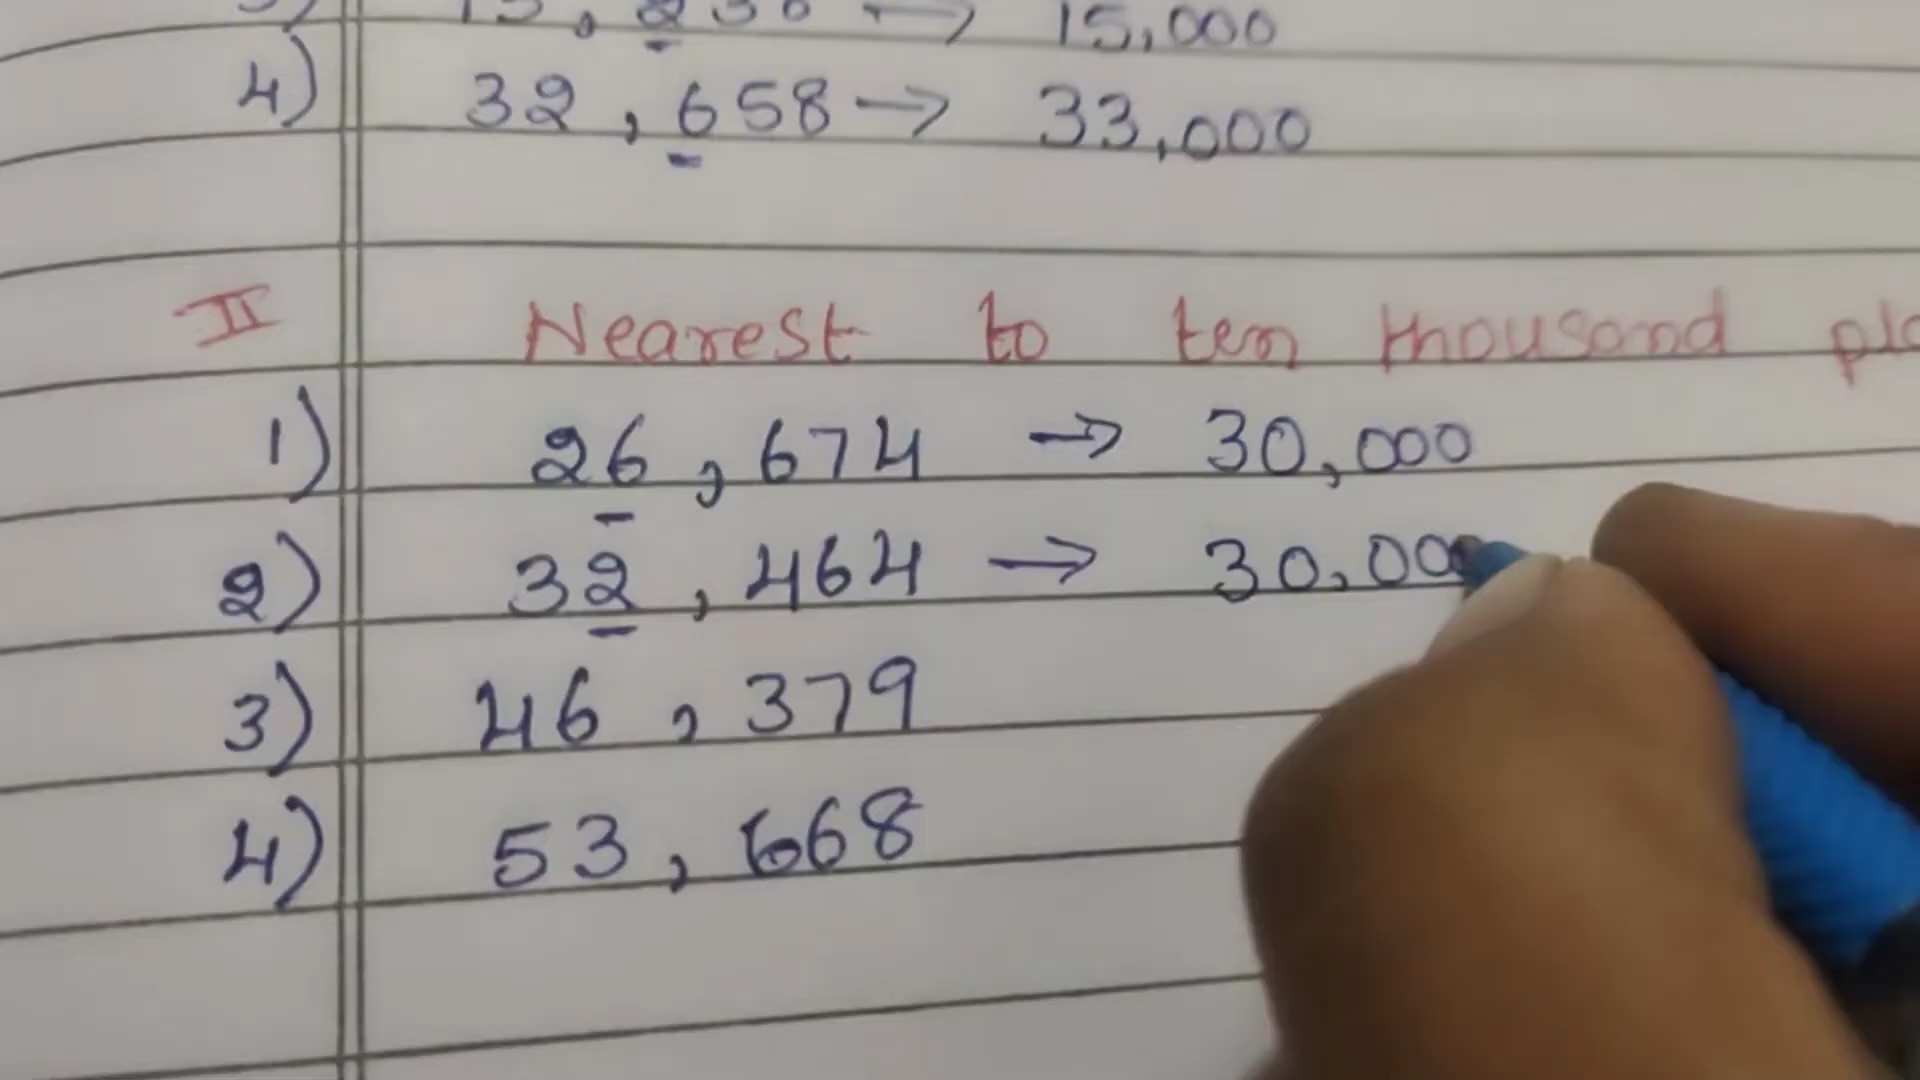 15,000
4) 32,658 → 33,000
II Nearest to ten thousand
1) 26,674 → 30,000
2) 32,464 → 30,000
3) 46,379
4) 53,668